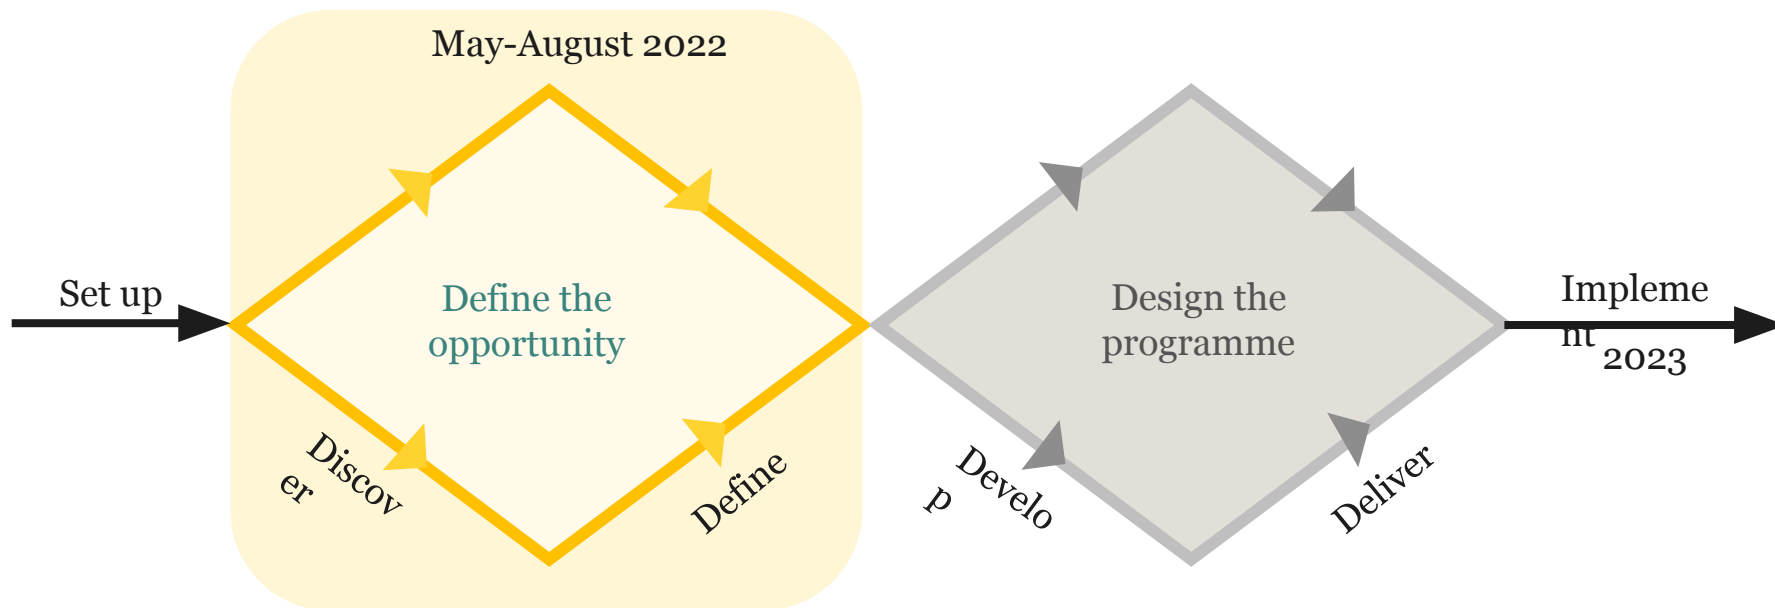 May-August 2022
Set up
Define the
opportunity
Discov
er
Define
Design the
programme
Develo
p
Deliver
Impleme
nt
2023